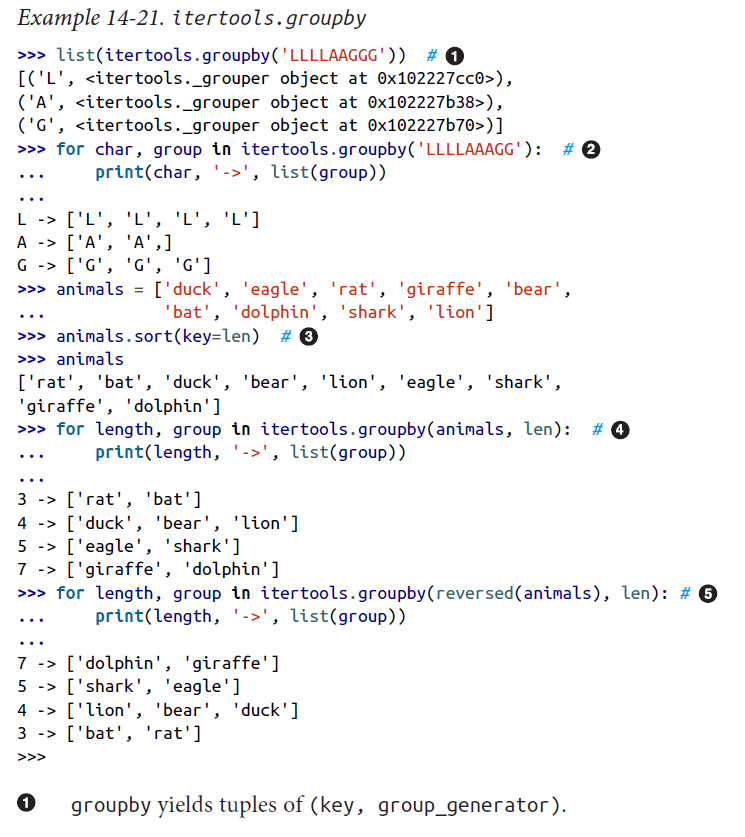 Example 14-21. itertools.groupby
>>> list(itertools.groupby('LLLLAAGGG'))  # ❶
[('L', <itertools._grouper object at 0x102227cc0>),
('A', <itertools._grouper object at 0x102227b38>),
('G', <itertools._grouper object at 0x102227b70>)]
>>> for char, group in itertools.groupby('LLLLAAAGG'):  # ❷
...     print(char, '->', list(group))
...
L -> ['L', 'L', 'L', 'L']
A -> ['A', 'A',]
G -> ['G', 'G', 'G']
>>> animals = ['duck', 'eagle', 'rat', 'giraffe', 'bear',
...            'bat', 'dolphin', 'shark', 'lion']
>>> animals.sort(key=len)  # ❸
>>> animals
['rat', 'bat', 'duck', 'bear', 'lion', 'eagle', 'shark',
'giraffe', 'dolphin']
>>> for length, group in itertools.groupby(animals, len):  # ❹
...     print(length, '->', list(group))
...
3 -> ['rat', 'bat']
4 -> ['duck', 'bear', 'lion']
5 -> ['eagle', 'shark']
7 -> ['giraffe', 'dolphin']
>>> for length, group in itertools.groupby(reversed(animals), len): # ❺
...     print(length, '->', list(group))
...
7 -> ['dolphin', 'giraffe']
5 -> ['shark', 'eagle']
4 -> ['lion', 'bear', 'duck']
3 -> ['bat', 'rat']
>>>
❶ groupby yields tuples of (key, group_generator).